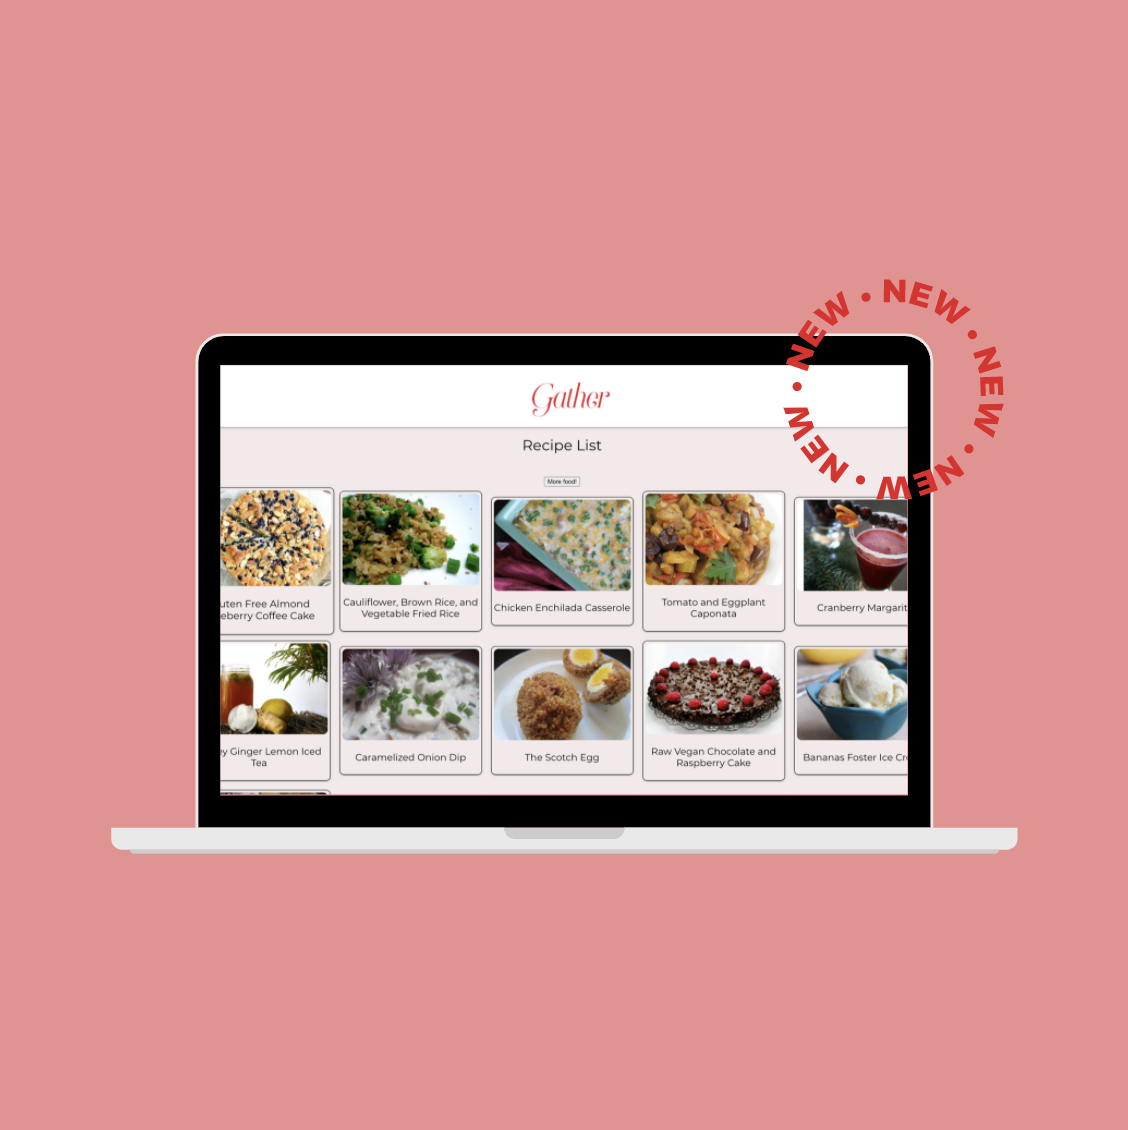 NEW • NEW • NEW • NEW • NEW • NEW •
Gather
Recipe List
More food!
uten Free Almond
eberry Coffee Cake
Cauliflower, Brown Rice, and
Vegetable Fried Rice
Chicken Enchilada Casserole
Tomato and Eggplant
Caponata
Cranberry Margarit
y Ginger Lemon Iced
Tea
Caramelized Onion Dip
The Scotch Egg
Raw Vegan Chocolate and
Raspberry Cake
Bananas Foster Ice Cr